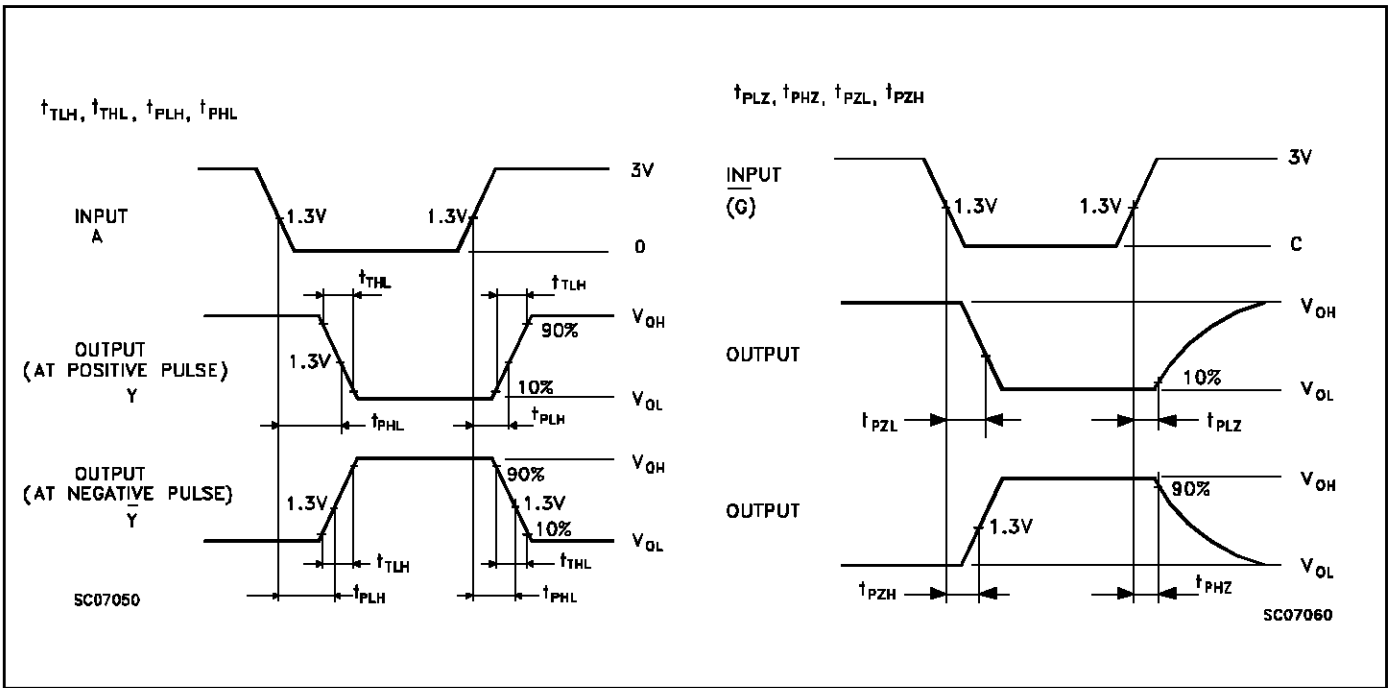 tTLH, tTHL, tPLH, tPHL
3V
INPUT
A
1.3V
1.3V
0
tTHL
tTLH
VOH
90%
OUTPUT
(AT POSITIVE PULSE)
Y
1.3V
10%
VOL
tPHL
tPLH
VOH
OUTPUT
(AT NEGATIVE PULSE)
Y̅
90%
1.3V
1.3V
10%
VOL
tTLH
tTHL
tPLH
tPHL
SC07050
tPLZ, tPHZ, tPZL, tPZH
3V
INPUT
(G̅)
1.3V
1.3V
C
VOH
OUTPUT
10%
VOL
tPZL
tPLZ
VOH
90%
OUTPUT
1.3V
VOL
tPZH
tPHZ
SC07060